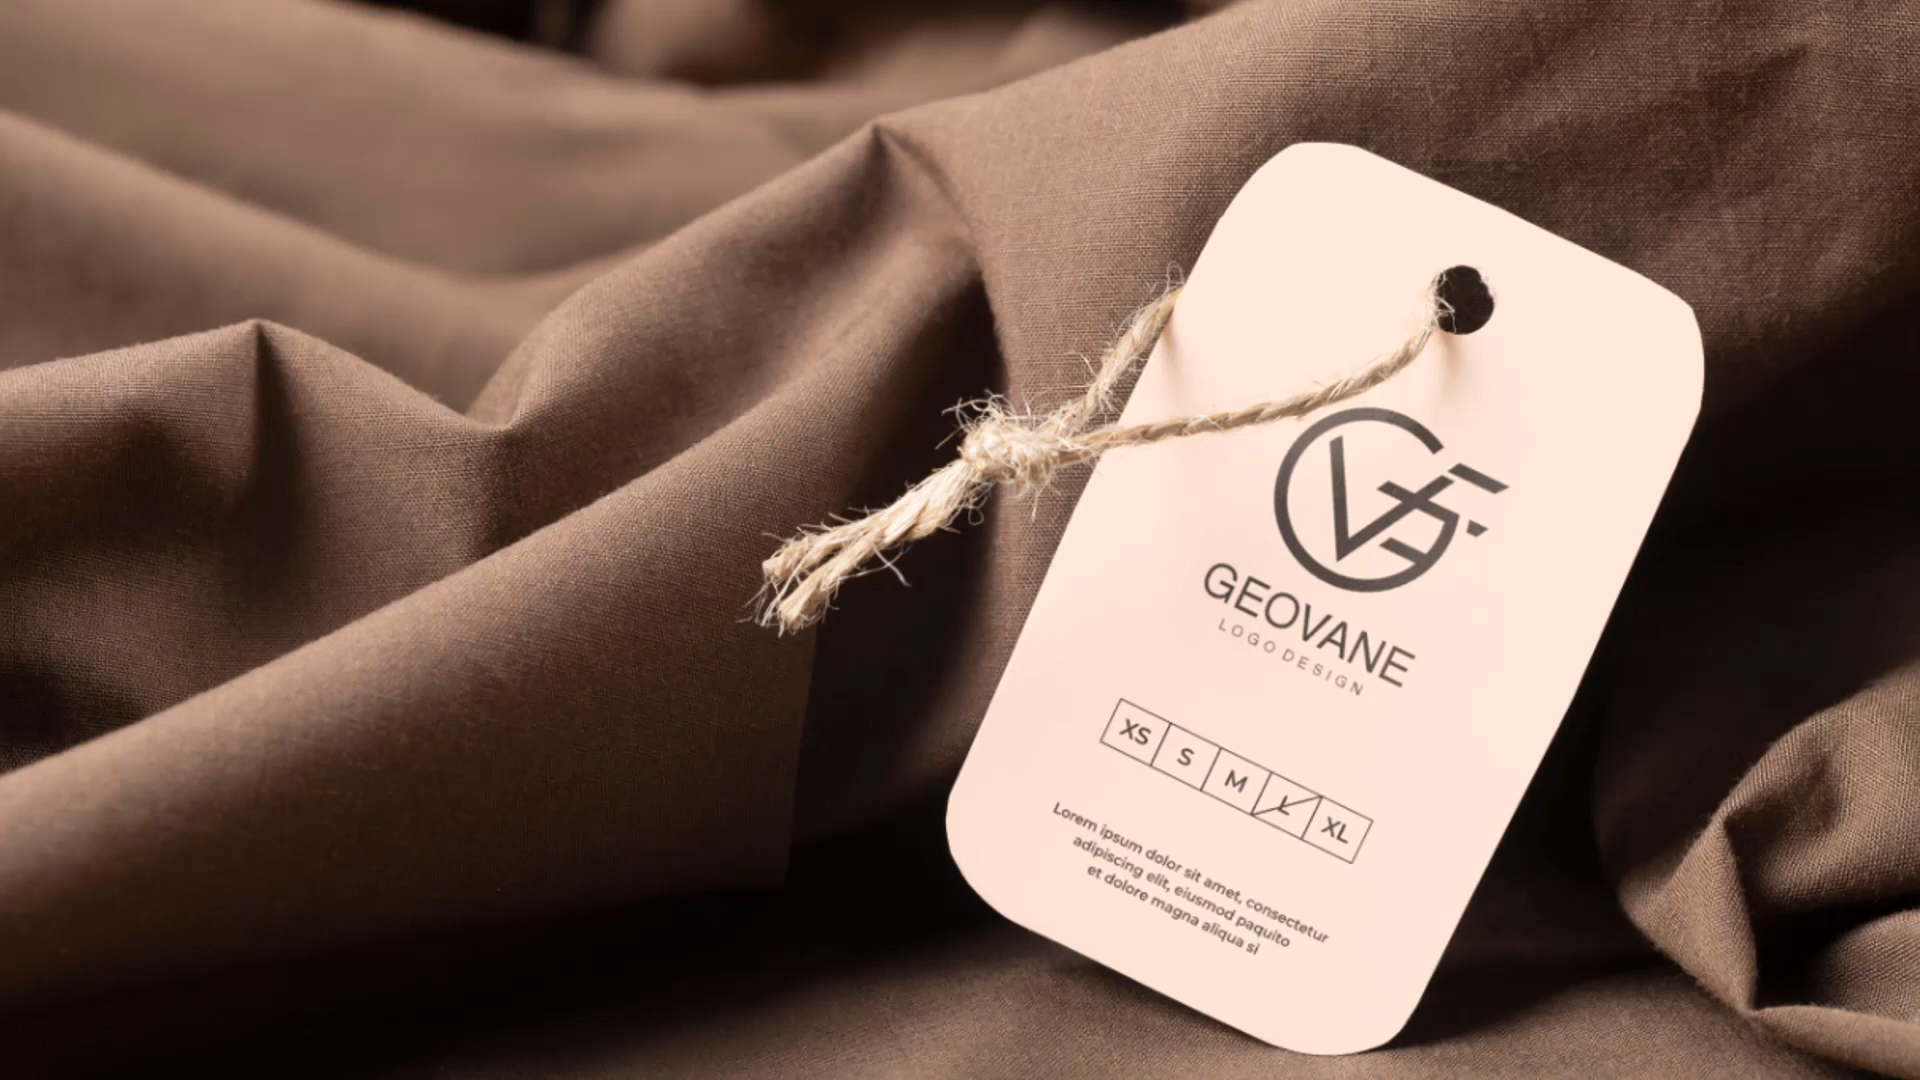 GEOVANE
LOGO DESIGN
XS S M L XL
Lorem ipsum dolor sit amet, consectetur
adipiscing elit, eiusmod paquito
et dolore magna aliqua si